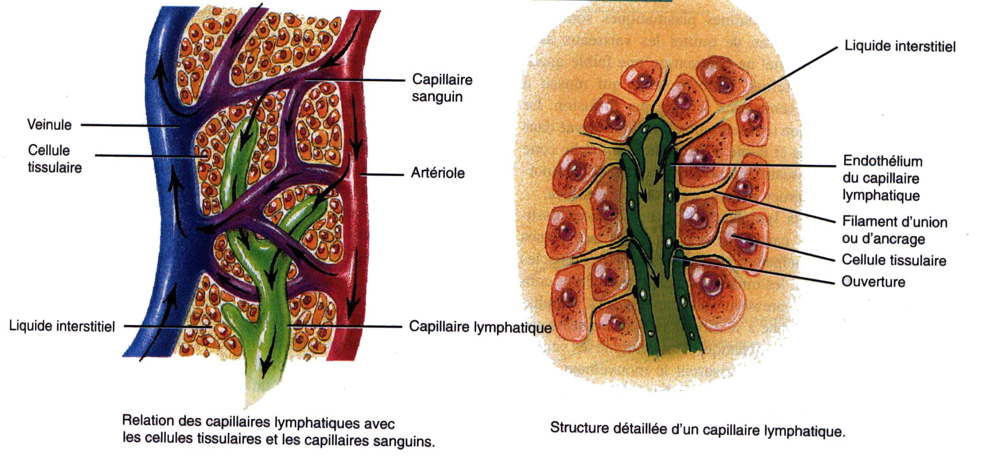 Capillaire
sanguin
Veinule
Cellule
tissulaire
Artériole
Liquide interstitiel
Capillaire lymphatique
Relation des capillaires lymphatiques avec
les cellules tissulaires et les capillaires sanguins.
Liquide interstitiel
Endothélium
du capillaire
lymphatique
Filament d'union
ou d'ancrage
Cellule tissulaire
Ouverture
Structure détaillée d'un capillaire lymphatique.